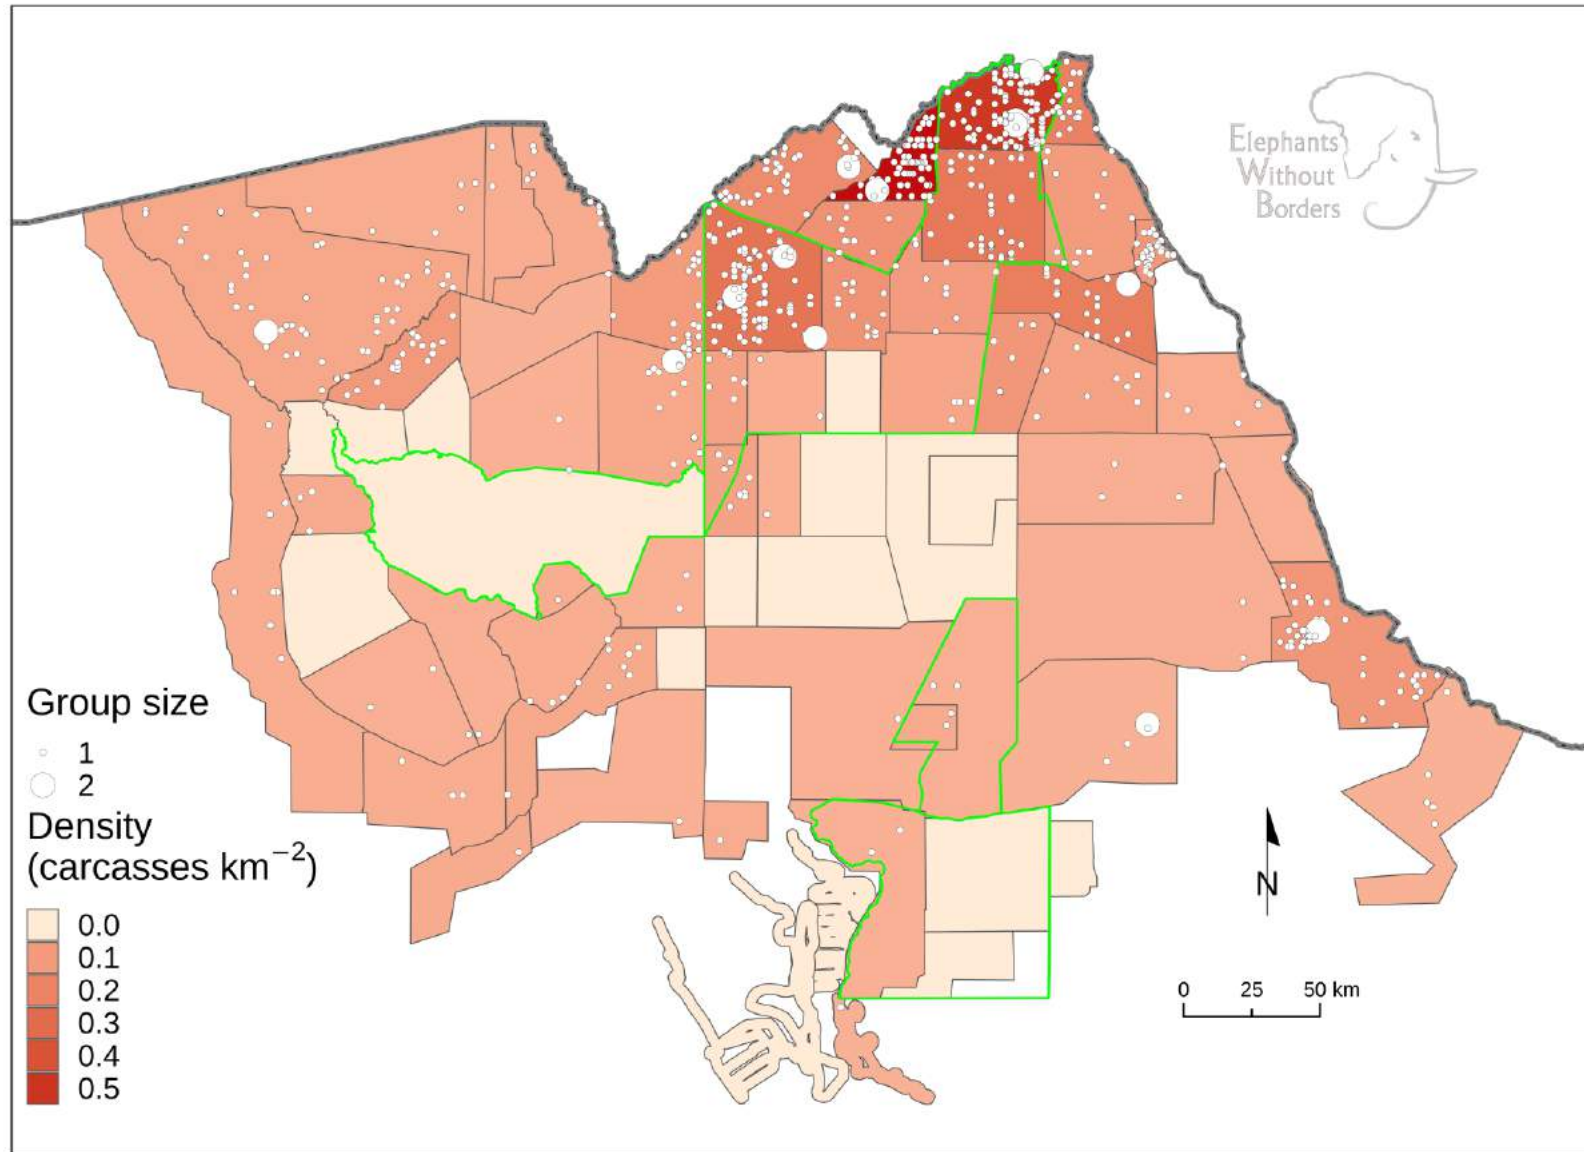 Elephants
Without
Borders
Group size
1
2
Density
(carcasses km⁻²)
0.0
0.1
0.2
0.3
0.4
0.5
N
0 25 50 km